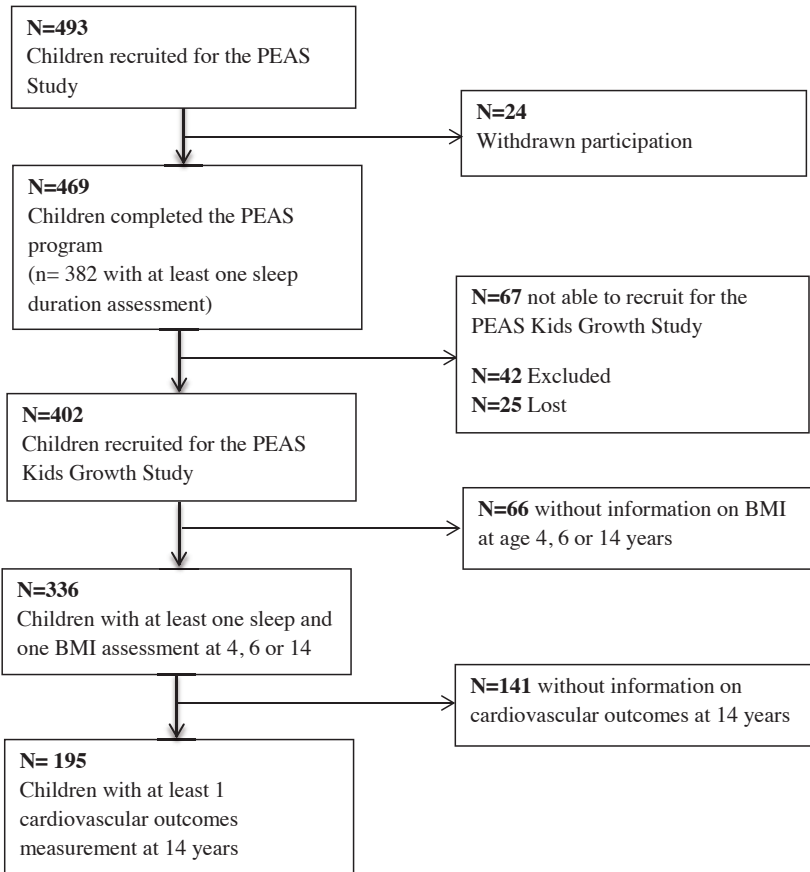 N=493
Children recruited for the PEAS
Study
N=24
Withdrawn participation
N=469
Children completed the PEAS
program
(n= 382 with at least one sleep
duration assessment)
N=67 not able to recruit for the
PEAS Kids Growth Study
N=42 Excluded
N=25 Lost
N=402
Children recruited for the PEAS
Kids Growth Study
N=66 without information on BMI
at age 4, 6 or 14 years
N=336
Children with at least one sleep and
one BMI assessment at 4, 6 or 14
N=141 without information on
cardiovascular outcomes at 14 years
N= 195
Children with at least 1
cardiovascular outcomes
measurement at 14 years